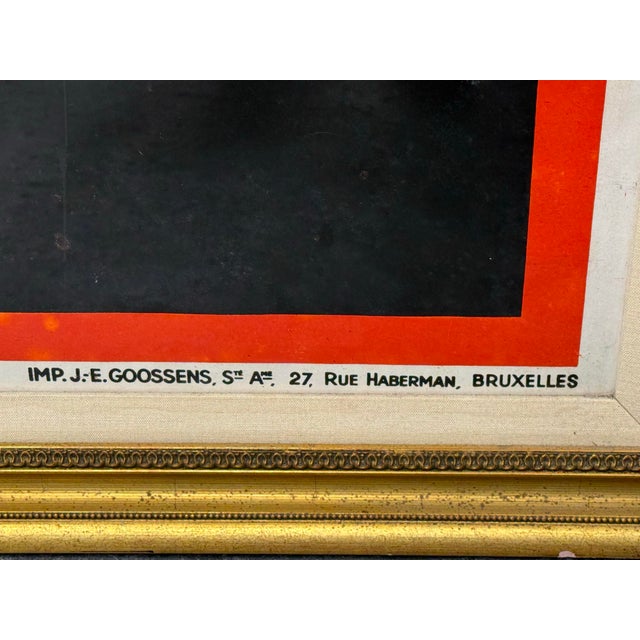 IMP. J.-E. GOOSSENS, Sté Ame, 27, RUE HABERMAN, BRUXELLES